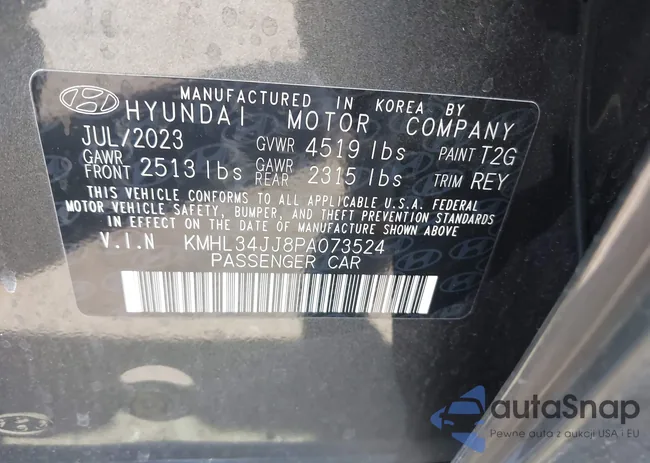 MANUFACTURED IN KOREA BY
HYUNDAI MOTOR COMPANY
JUL/2023 GVWR 4519 lbs PAINT T2G
GAWR FRONT 2513 lbs GAWR REAR 2315 lbs TRIM REY
THIS VEHICLE CONFORMS TO ALL APPLICABLE U.S.A. FEDERAL
MOTOR VEHICLE SAFETY, BUMPER, AND THEFT PREVENTION STANDARDS
IN EFFECT ON THE DATE OF MANUFACTURE SHOWN ABOVE
V.I.N KMHL34JJ8PA073524
PASSENGER CAR
autaSnap
Pewne auta z aukcji USA i EU